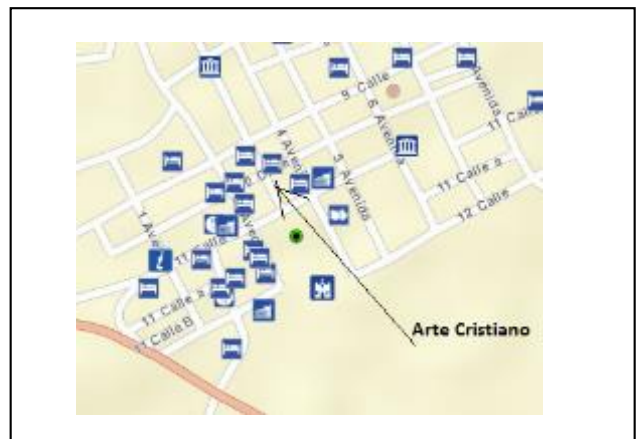 9 Calle
Avenida
4 Avenida
6 Avenida
11 Calle
3 Avenida
11 Calle a
1 Ave
11 Calle
12 Calle
11 Calle a
11 Calle B
Arte Cristiano